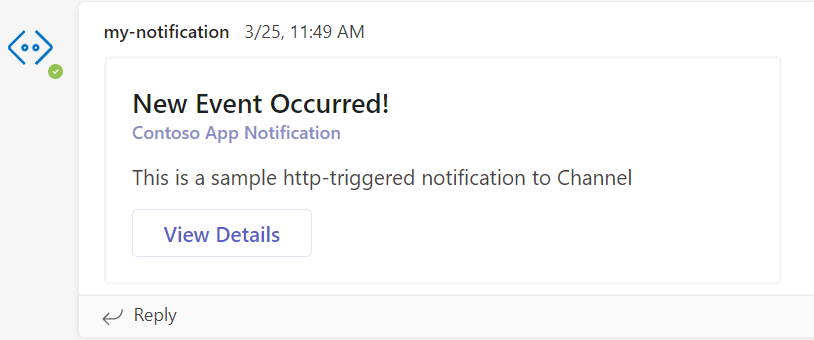 my-notification 3/25, 11:49 AM
New Event Occurred!
Contoso App Notification
This is a sample http-triggered notification to Channel
View Details
Reply